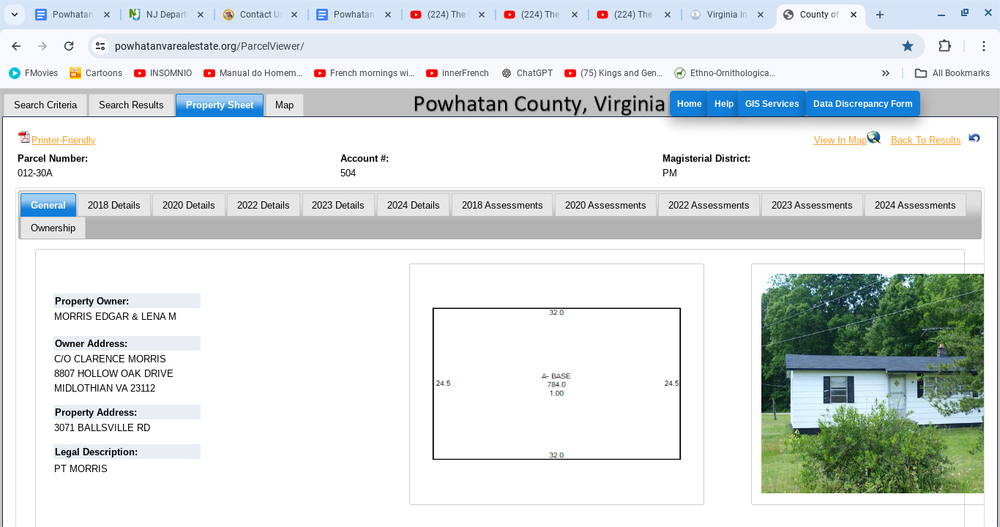 Powhatan
NJ Depart
Contact U
Powhatan
(224) The
(224) The
(224) The
Virginia In
County of
powhatanvarealestate.org/ParcelViewer/
FMovies
Cartoons
INSOMNIO
Manual do Homem...
French mornings wi...
innerFrench
ChatGPT
(75) Kings and Gen...
Ethno-Ornithologica...
All Bookmarks
Search Criteria
Search Results
Property Sheet
Map
Powhatan County, Virginia
Home
Help
GIS Services
Data Discrepancy Form
Printer-Friendly
View In Map
Back To Results
Parcel Number:
Account #:
Magisterial District:
012-30A
504
PM
General
2018 Details
2020 Details
2022 Details
2023 Details
2024 Details
2018 Assessments
2020 Assessments
2022 Assessments
2023 Assessments
2024 Assessments
Ownership
Property Owner:
MORRIS EDGAR & LENA M
Owner Address:
C/O CLARENCE MORRIS
8807 HOLLOW OAK DRIVE
MIDLOTHIAN VA 23112
Property Address:
3071 BALLSVILLE RD
Legal Description:
PT MORRIS
32.0
24.5
A- BASE
784.0
1.00
24.5
32.0